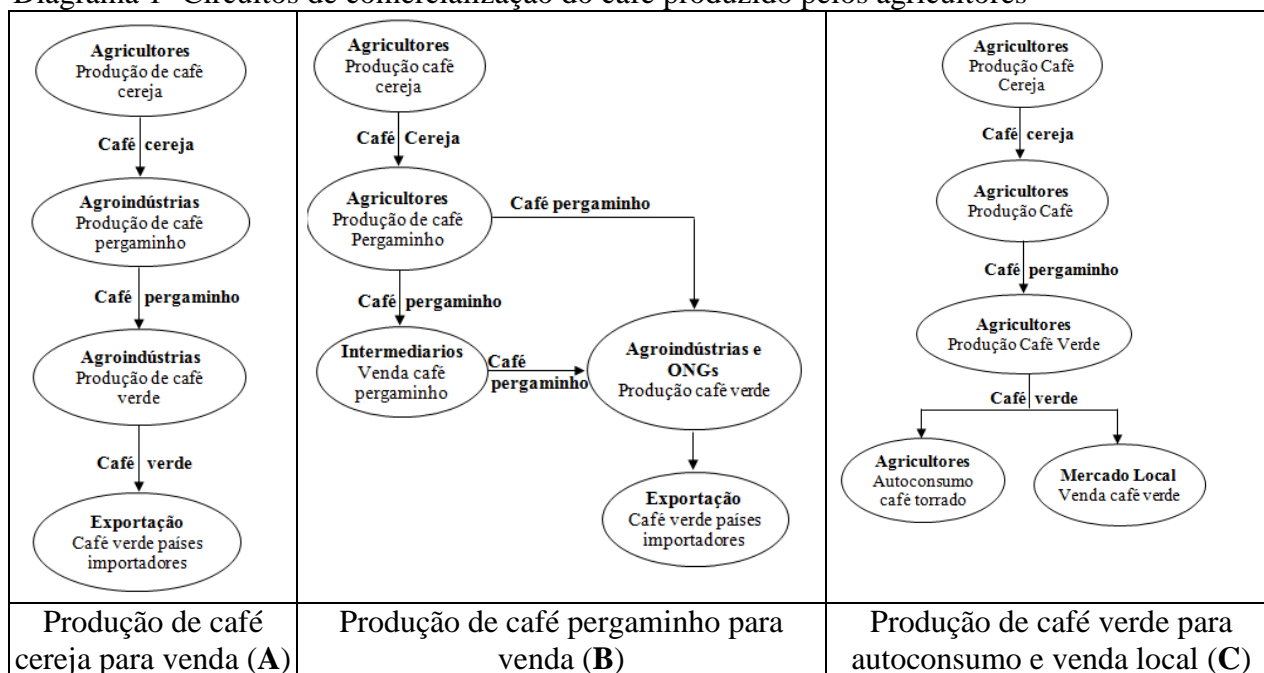 Diagrama 1- Circuitos de comercialização do café produzido pelos agricultores
Agricultores
Produção de café
cereja
Café cereja
Agroindústrias
Produção de café
pergaminho
Café pergaminho
Agroindústrias
Produção de café
verde
Café verde
Exportação
Café verde países
importadores
Agricultores
Produção café
cereja
Café Cereja
Agricultores
Produção de café
Pergaminho
Café pergaminho
Café pergaminho
Intermediarios
Venda café
pergaminho
Café
pergaminho
Agroindústrias e
ONGs
Produção café verde
Exportação
Café verde países
importadores
Agricultores
Produção Café
Cereja
Café cereja
Agricultores
Produção Café
Café pergaminho
Agricultores
Produção Café Verde
Café verde
Agricultores
Autoconsumo
café torrado
Mercado Local
Venda café verde
Produção de café
cereja para venda (A)
Produção de café pergaminho para
venda (B)
Produção de café verde para
autoconsumo e venda local (C)